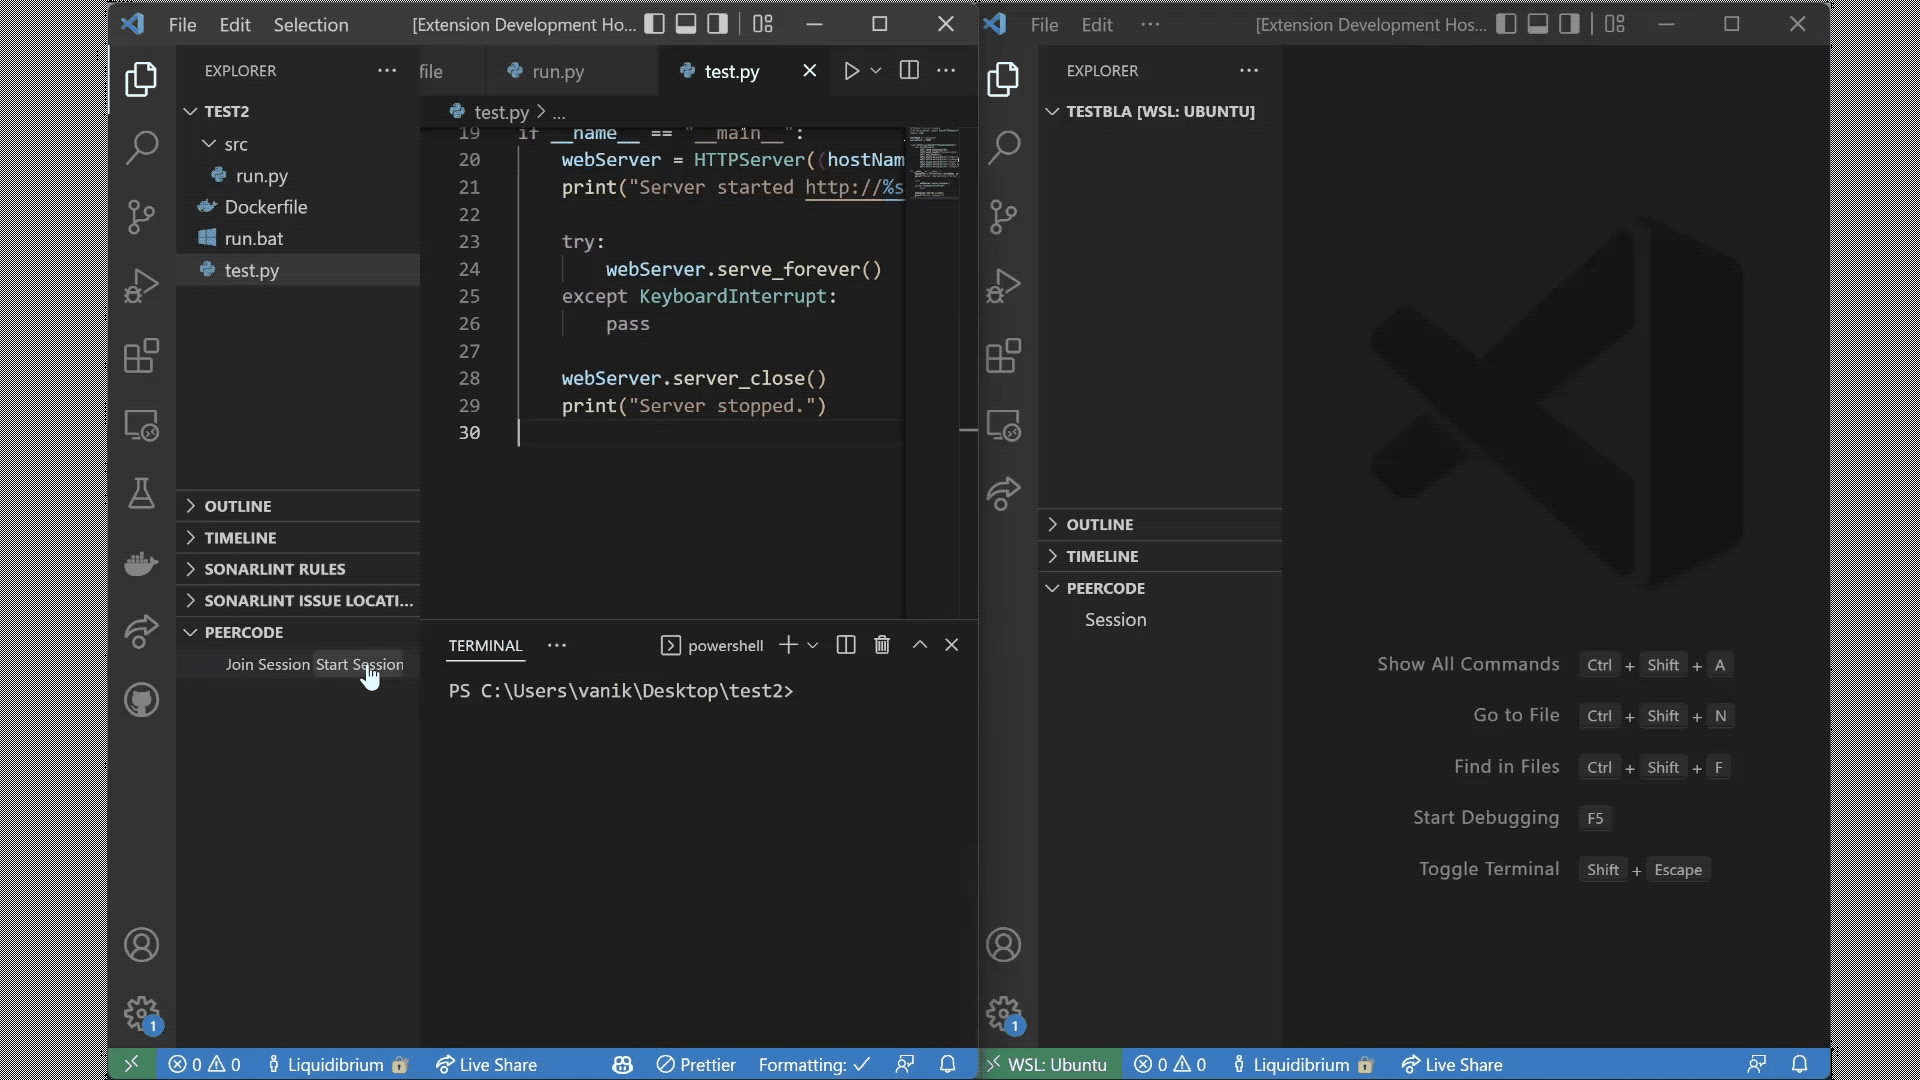 File Edit Selection [Extension Development Ho...
EXPLORER ...
TEST2
src
run.py
Dockerfile
run.bat
test.py
OUTLINE
TIMELINE
SONARLINT RULES
SONARLINT ISSUE LOCATI...
PEERCODE
Join Session Start Session
file run.py test.py
test.py > ...
19 if __name__ == "__main__":
20 webServer = HTTPServer((hostNam
21 print("Server started http://%s
22
23 try:
24 webServer.serve_forever()
25 except KeyboardInterrupt:
26 pass
27
28 webServer.server_close()
29 print("Server stopped.")
30
TERMINAL ... powershell
PS C:\Users\vanik\Desktop\test2>
1
0 0 Liquidibrium Live Share Prettier Formatting: ✓
File Edit ... [Extension Development Hos...
EXPLORER ...
TESTBLA [WSL: UBUNTU]
OUTLINE
TIMELINE
PEERCODE
Session
Show All Commands Ctrl + Shift + A
Go to File Ctrl + Shift + N
Find in Files Ctrl + Shift + F
Start Debugging F5
Toggle Terminal Shift + Escape
1
WSL: Ubuntu 0 0 Liquidibrium Live Share